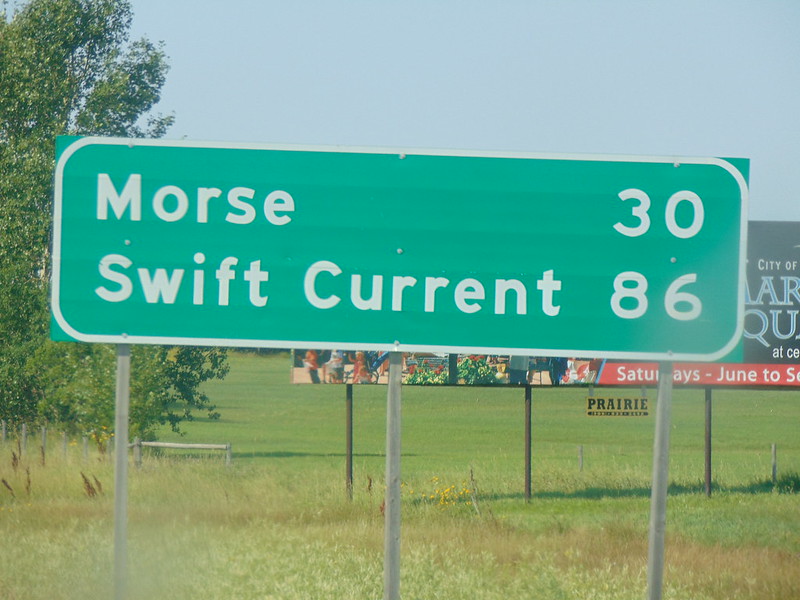 Morse 30
Swift Current 86
CITY OF
at ce
Saturdays - June to Se
PRAIRIE